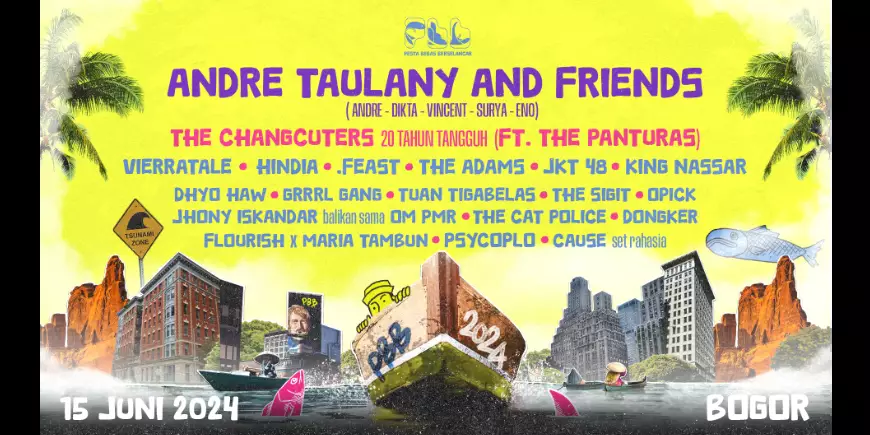 PBB
PESTA BEBAS BERSELANCAR
ANDRE TAULANY AND FRIENDS
( ANDRE - DIKTA - VINCENT - SURYA - ENO)
THE CHANGCUTERS 20 TAHUN TANGGUH (FT. THE PANTURAS)
VIERRATALE • HINDIA • .FEAST • THE ADAMS • JKT 48 • KING NASSAR
DHYO HAW • GRRRL GANG • TUAN TIGABELAS • THE SIGIT • OPICK
JHONY ISKANDAR balikan sama OM PMR • THE CAT POLICE • DONGKER
FLOURISH X MARIA TAMBUN • PSYCOPLO • CAUSE set rahasia
TSUNAMI
ZONE
PBB
PBB
2024
15 JUNI 2024
BOGOR